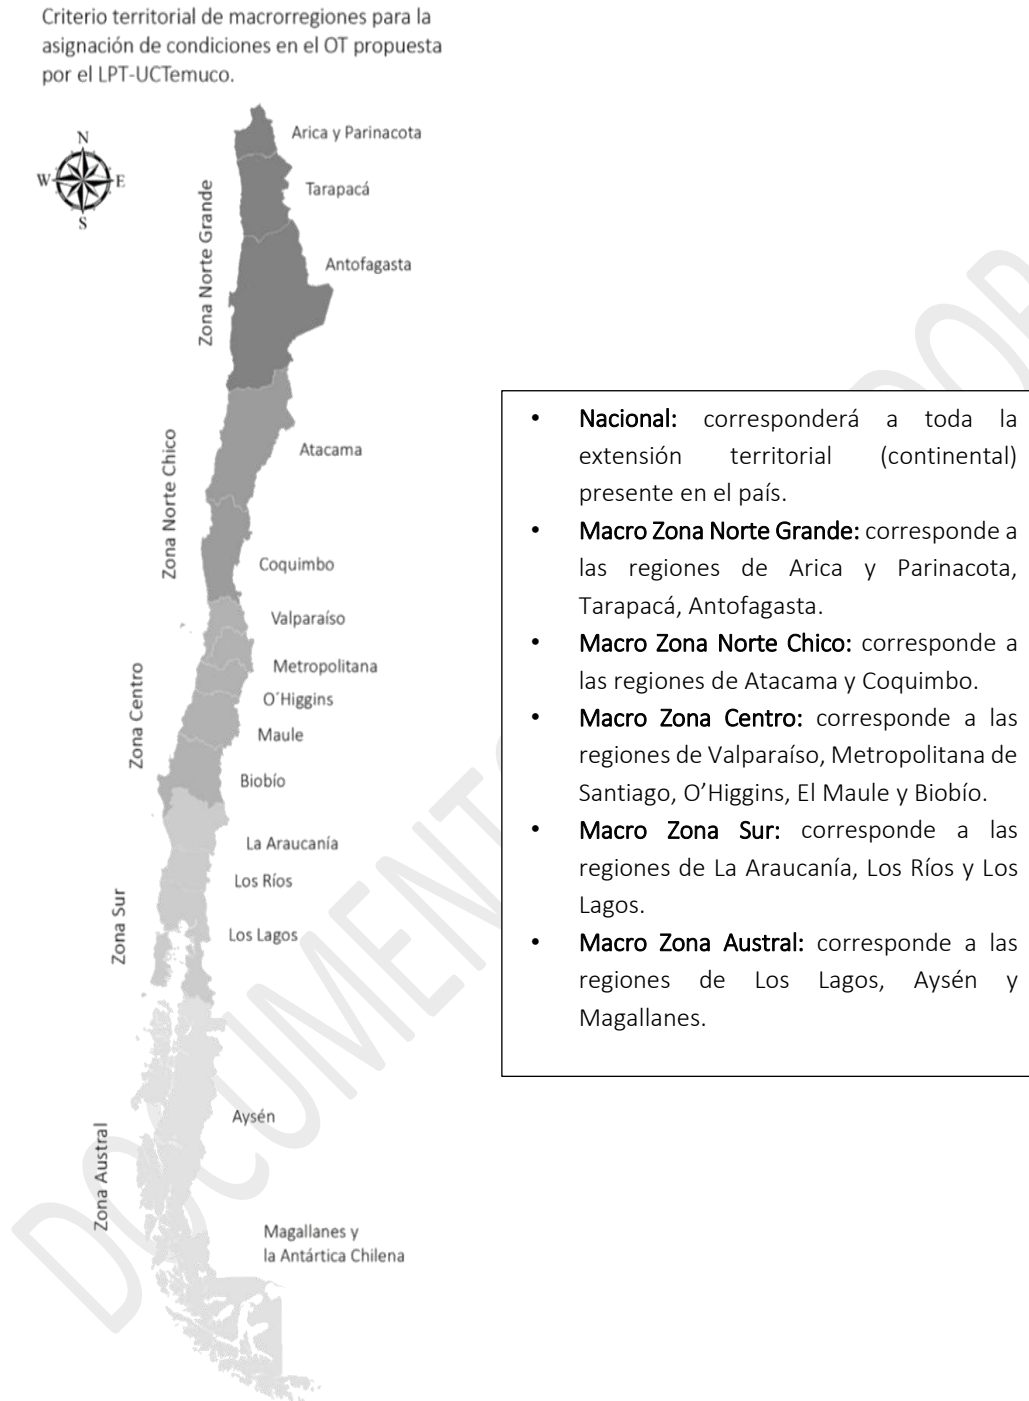 Criterio territorial de macrorregiones para la
asignación de condiciones en el OT propuesta
por el LPT-UCTemuco.
N
W E
S
Zona Norte Grande
Arica y Parinacota
Tarapacá
Antofagasta
Zona Norte Chico
Atacama
Coquimbo
Zona Centro
Valparaíso
Metropolitana
O´Higgins
Maule
Biobío
Zona Sur
La Araucanía
Los Ríos
Los Lagos
Zona Austral
Aysén
Magallanes y
la Antártica Chilena
• Nacional: corresponderá a toda la
extensión territorial (continental)
presente en el país.
• Macro Zona Norte Grande: corresponde a
las regiones de Arica y Parinacota,
Tarapacá, Antofagasta.
• Macro Zona Norte Chico: corresponde a
las regiones de Atacama y Coquimbo.
• Macro Zona Centro: corresponde a las
regiones de Valparaíso, Metropolitana de
Santiago, O’Higgins, El Maule y Biobío.
• Macro Zona Sur: corresponde a las
regiones de La Araucanía, Los Ríos y Los
Lagos.
• Macro Zona Austral: corresponde a las
regiones de Los Lagos, Aysén y
Magallanes.